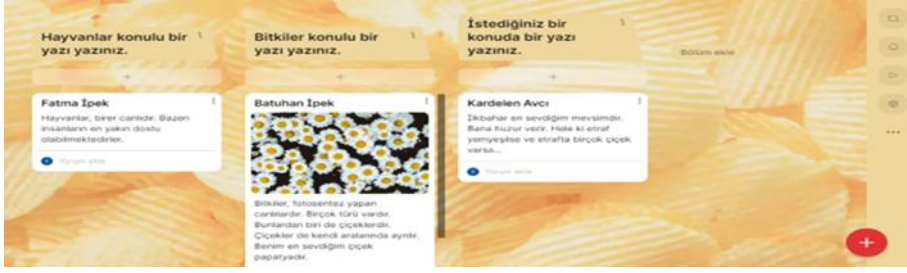 Hayvanlar konulu bir
yazı yazınız.
Fatma İpek
Hayvanlar, birer canlıdır. Bazen
insanların en yakın dostu
olabilmektedirler.
Yorum ekle
Bitkiler konulu bir
yazı yazınız.
Batuhan İpek
Bitkiler, fotosentez yapan
canlılardır. Birçok türü vardır.
Bunlardan biri de çiçeklerdir.
Çiçekler de kendi aralarında ayrılır.
Benim en sevdiğim çiçek
papatyadır.
İstediğiniz bir
konuda bir yazı
yazınız.
Kardelen Avcı
İlkbahar en sevdiğim mevsimdir.
Bana huzur verir. Hele ki etraf
yemyeşilse ve etrafta birçok çiçek
varsa...
Yorum ekle
Bölüm ekle